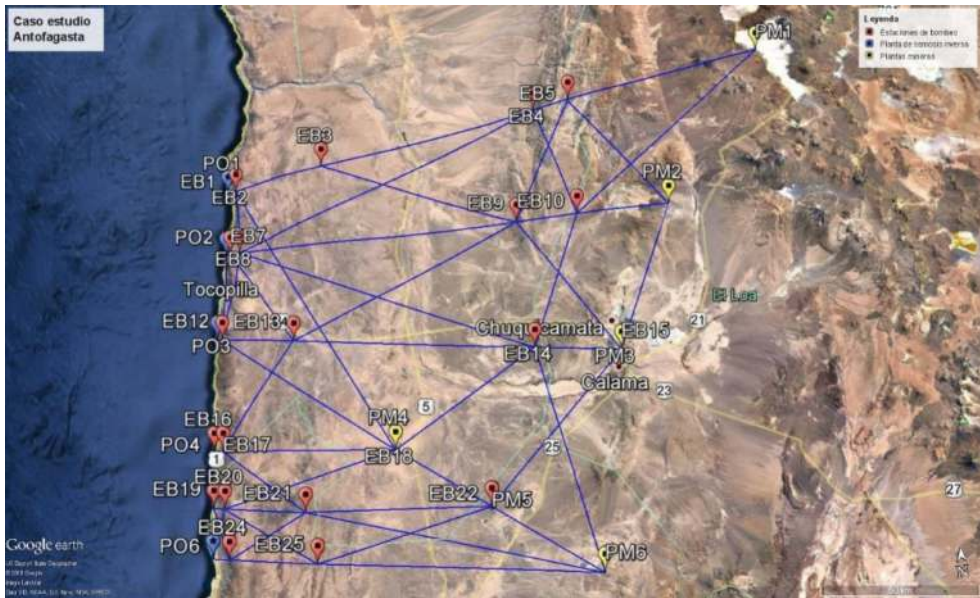 Caso estudio
Antofagasta
Leyenda
Estaciones de bombeo
Planta de osmosis inversa
Plantas mineras
PM1
EB5
EB4
EB3
PO1
EB1
EB2
PM2
EB9
EB10
PO2
EB7
EB8
Tocopilla
El Loa
EB12
EB13
PO3
Chuquicamata
EB14
EB15
PM3
Calama
21
23
5
PM4
EB16
PO4
EB17
EB18
25
1
EB20
EB19
EB21
EB22
PM5
27
EB24
PO6
EB25
PM6
Google earth
N